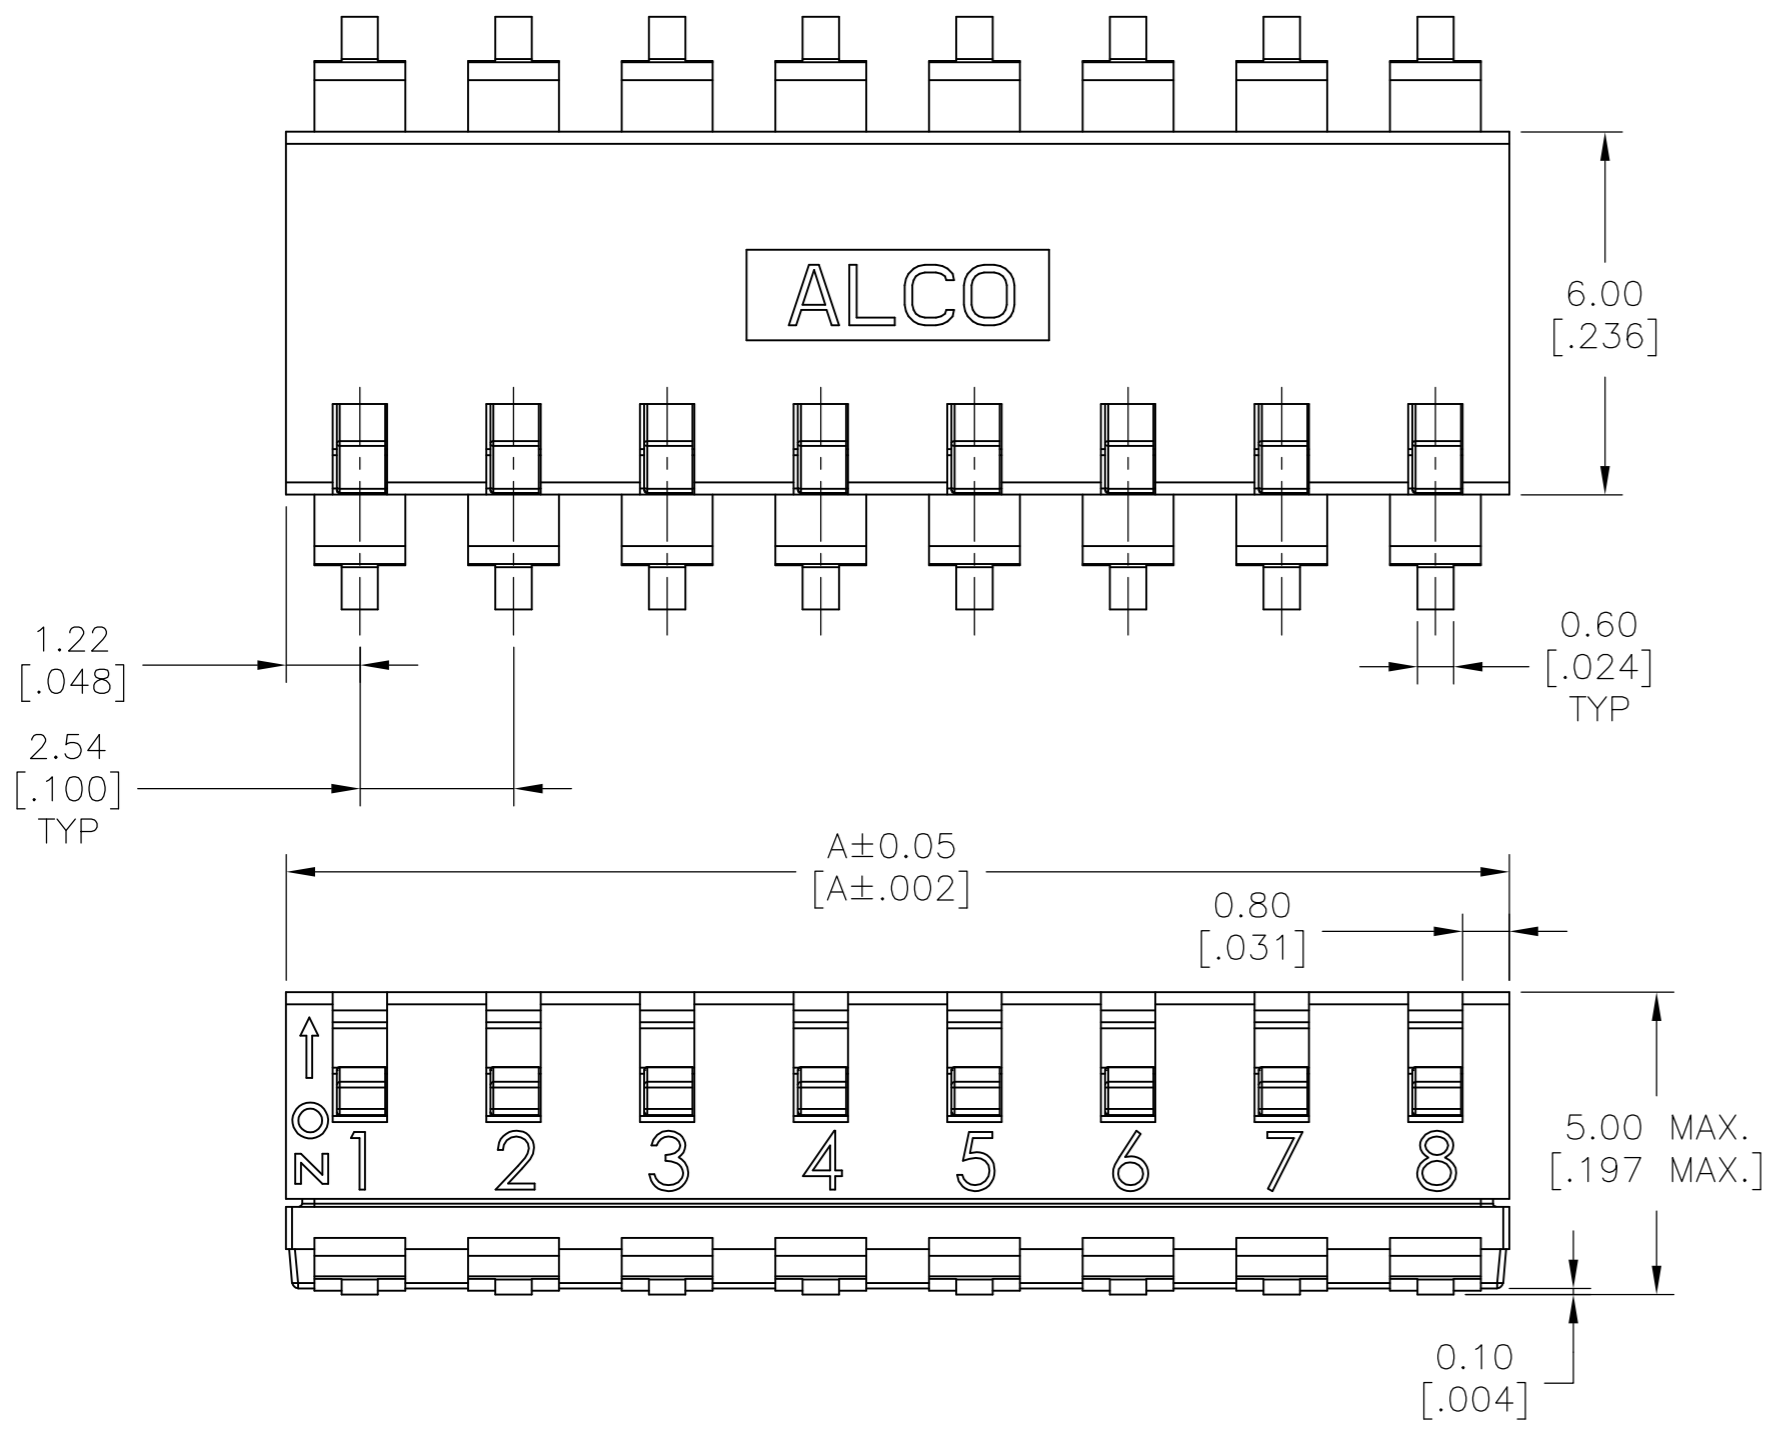 ALCO
6.00
[.236]
1.22
[.048]
0.60
[.024]
TYP
2.54
[.100]
TYP
A±0.05
[A±.002]
0.80
[.031]
ON
1 2 3 4 5 6 7 8
5.00 MAX.
[.197 MAX.]
0.10
[.004]